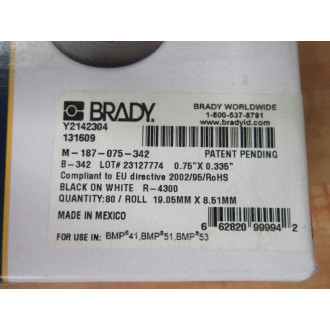 BRADY.
BRADY WORLDWIDE
1-800-537-8791
www.bradyid.com
Y2142304
131609
M-187-075-342 PATENT PENDING
B-342 LOT# 23127774 0.75"X 0.335"
Compliant to EU directive 2002/95/RoHS
BLACK ON WHITE R-4300
QUANTITY:80 / ROLL 19.05MM X 8.51MM
MADE IN MEXICO
FOR USE IN: BMP®41,BMP®51,BMP®53
6 62820 99994 2